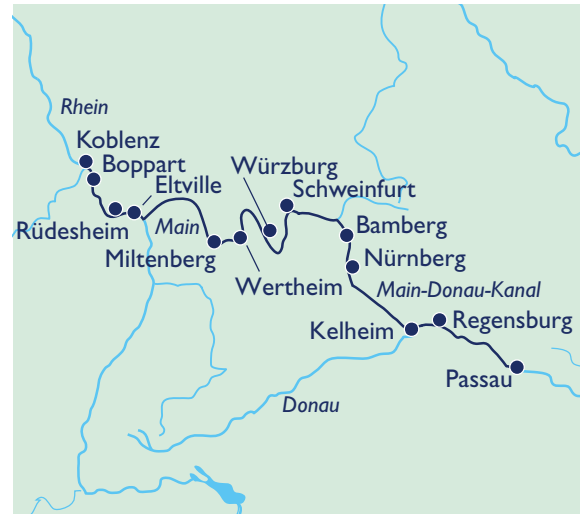 Rhein
Koblenz
Boppart
Eltville
Würzburg
Schweinfurt
Rüdesheim
Main
Miltenberg
Wertheim
Bamberg
Nürnberg
Main-Donau-Kanal
Kelheim
Regensburg
Passau
Donau